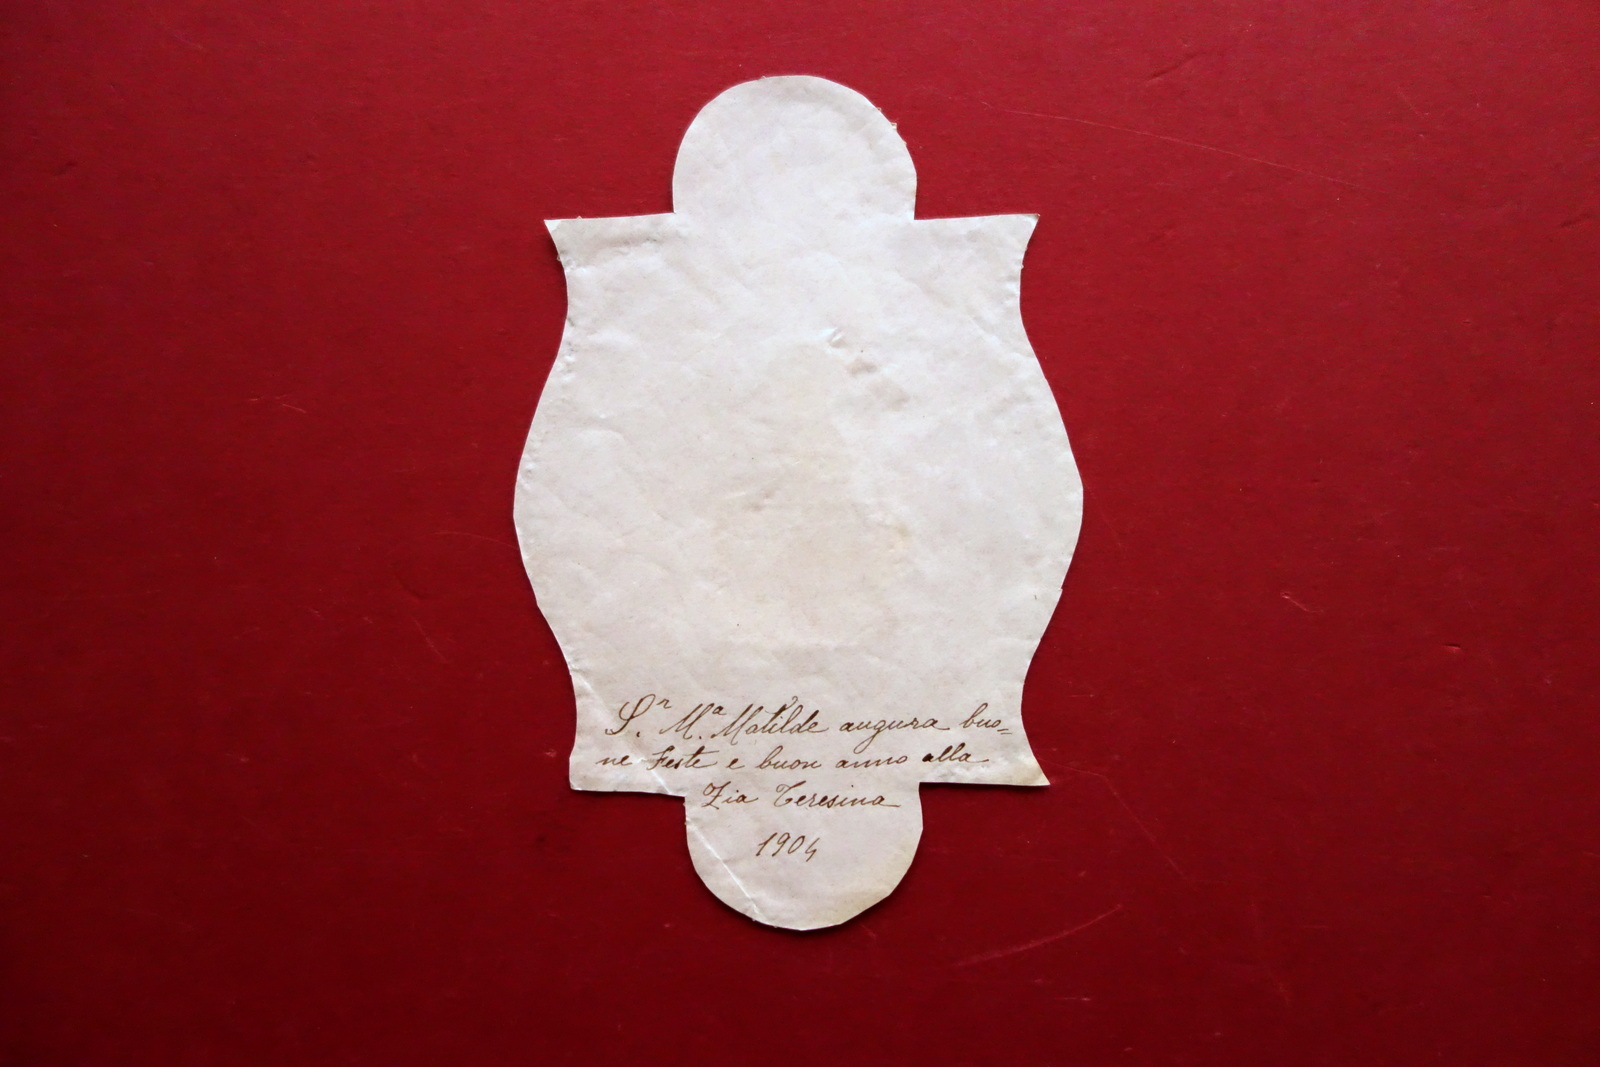 S.r M.a Matilde augura buo=
ne Feste e buon anno alla
Zia Teresina
1904